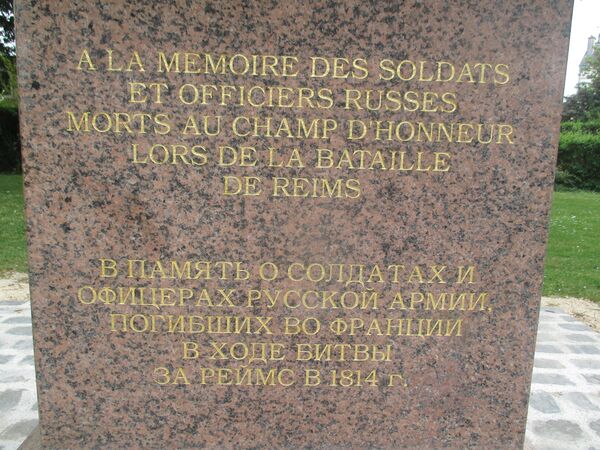 A LA MEMOIRE DES SOLDATS
ET OFFICIERS RUSSES
MORTS AU CHAMP D'HONNEUR
LORS DE LA BATAILLE
DE REIMS
В ПАМЯТЬ О СОЛДАТАХ И
ОФИЦЕРАХ РУССКОЙ АРМИИ,
ПОГИБШИХ ВО ФРАНЦИИ
В ХОДЕ БИТВЫ
ЗА РЕЙМС В 1814 г.